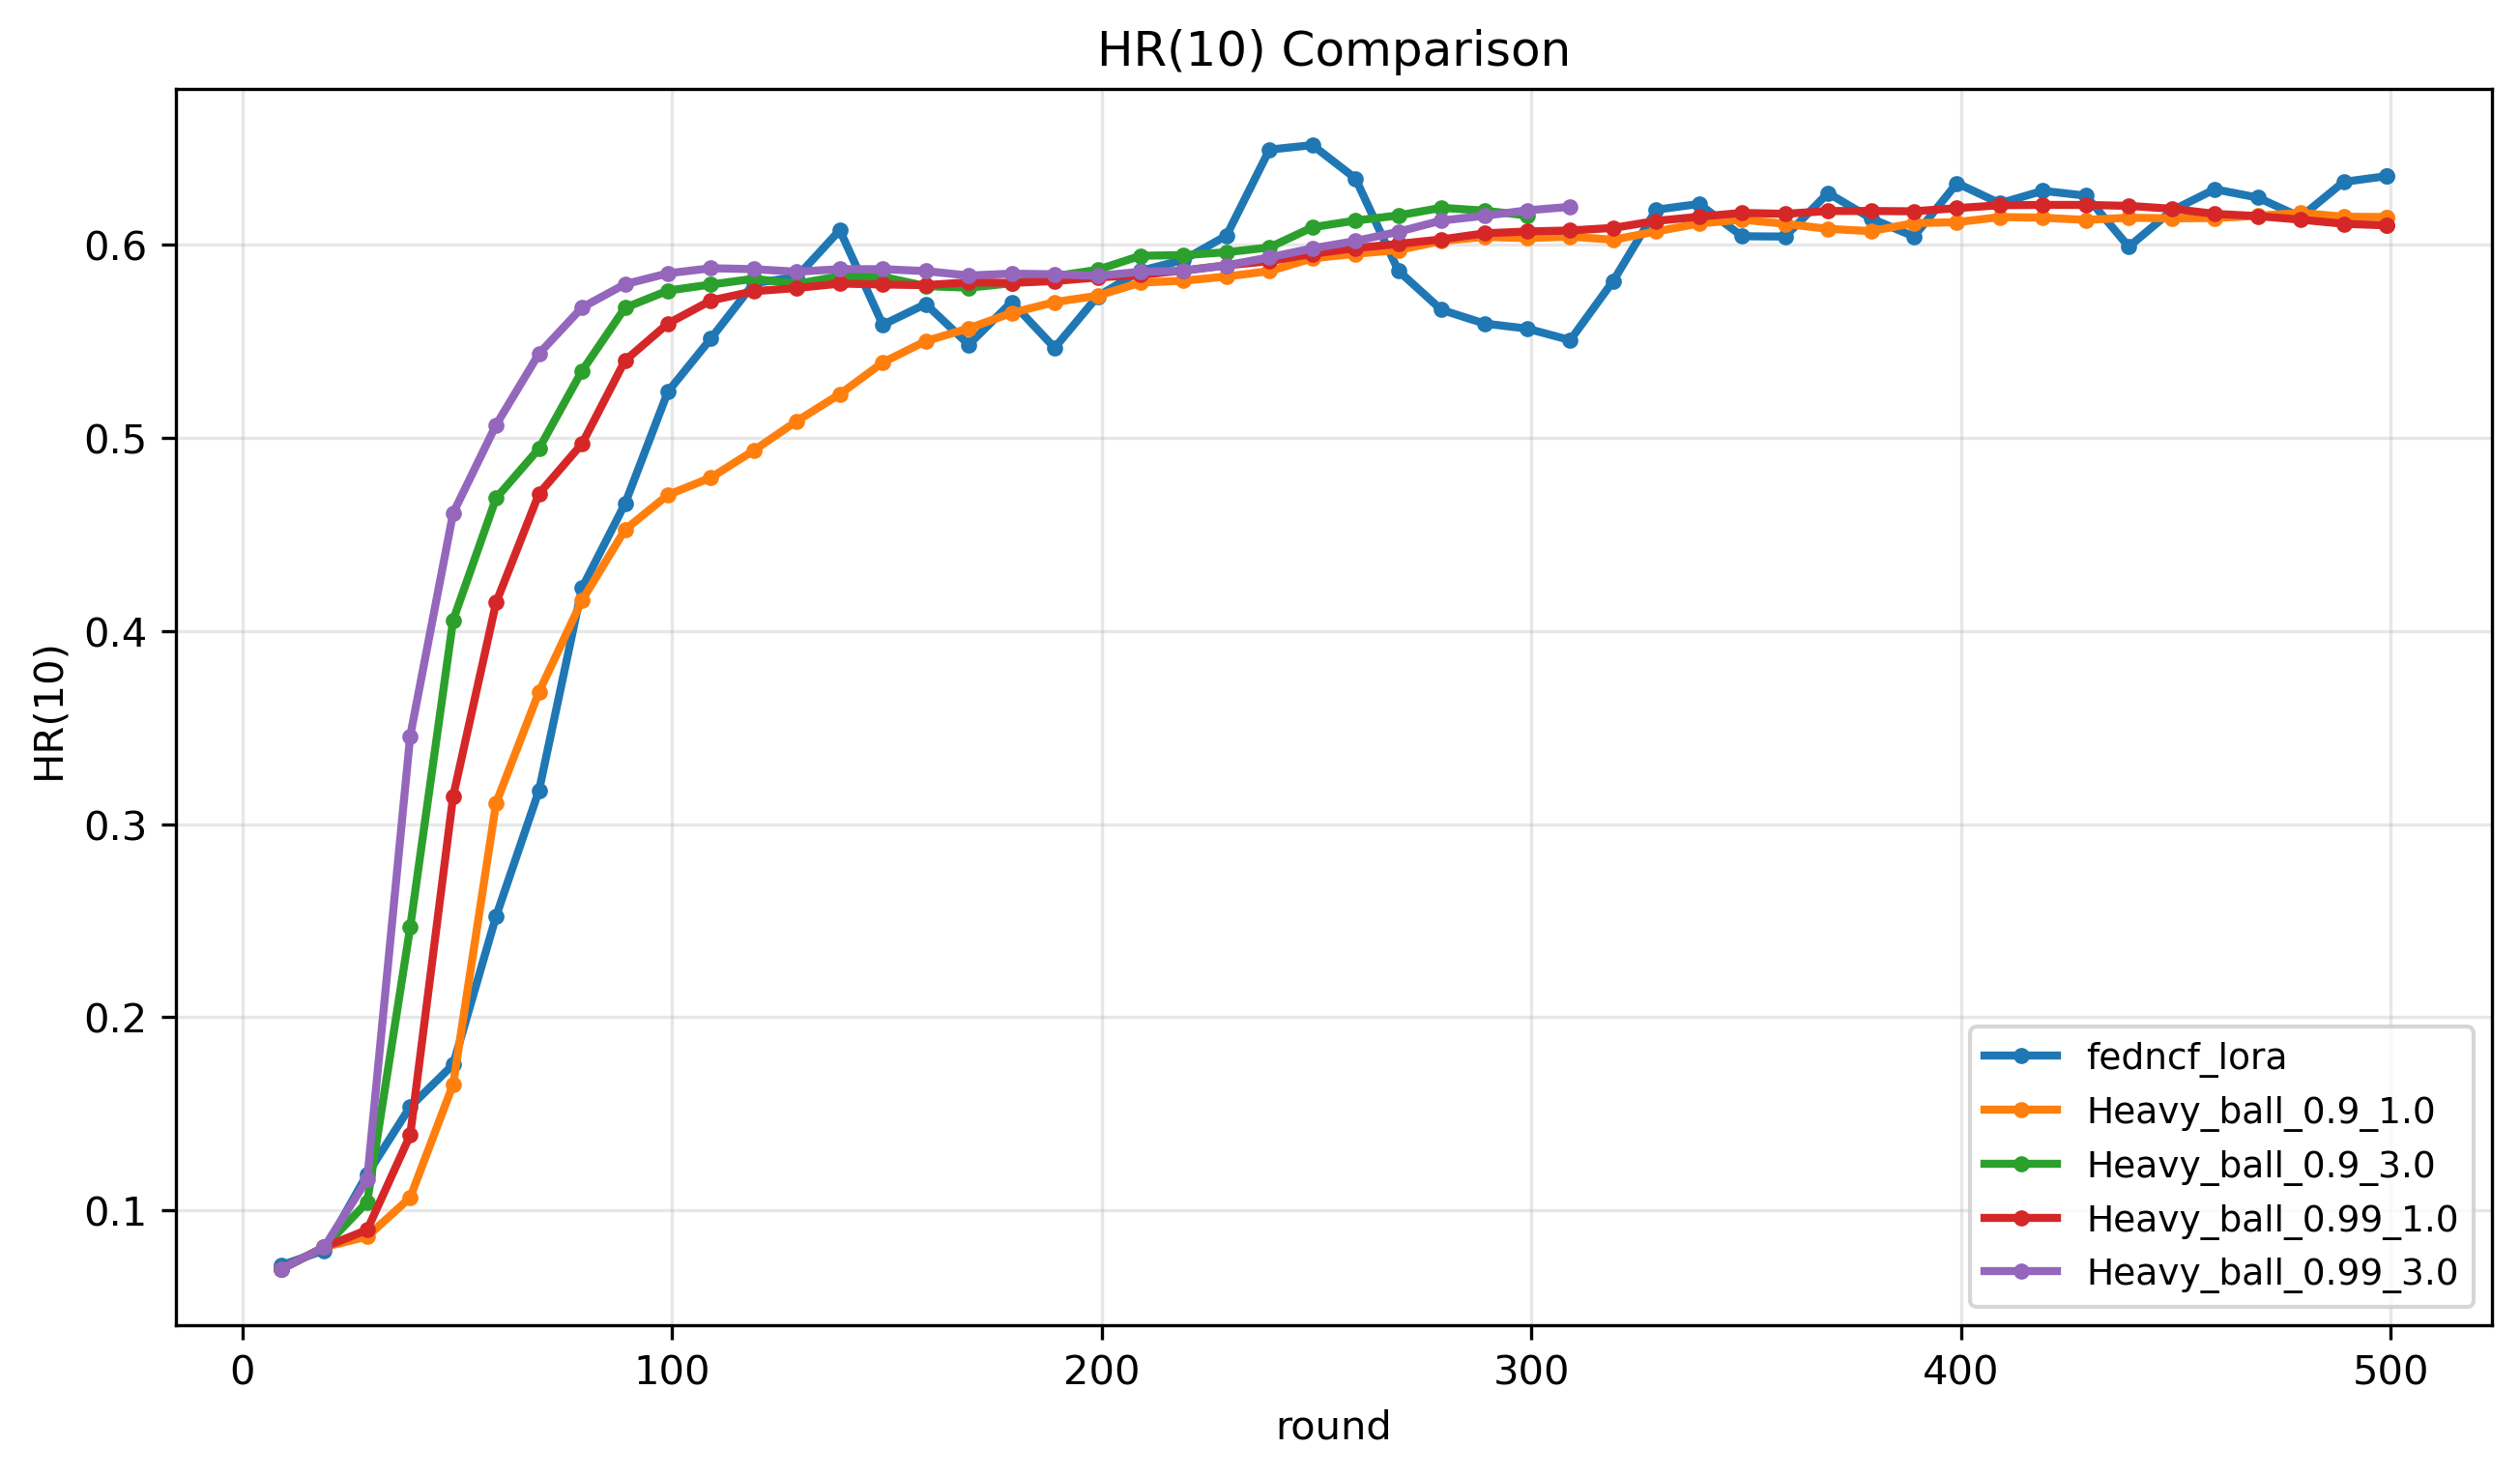 HR(10) Comparison
HR(10)
0.6
0.5
0.4
0.3
0.2
0.1
0 100 200 300 400 500
round
fedncf_lora
Heavy_ball_0.9_1.0
Heavy_ball_0.9_3.0
Heavy_ball_0.99_1.0
Heavy_ball_0.99_3.0